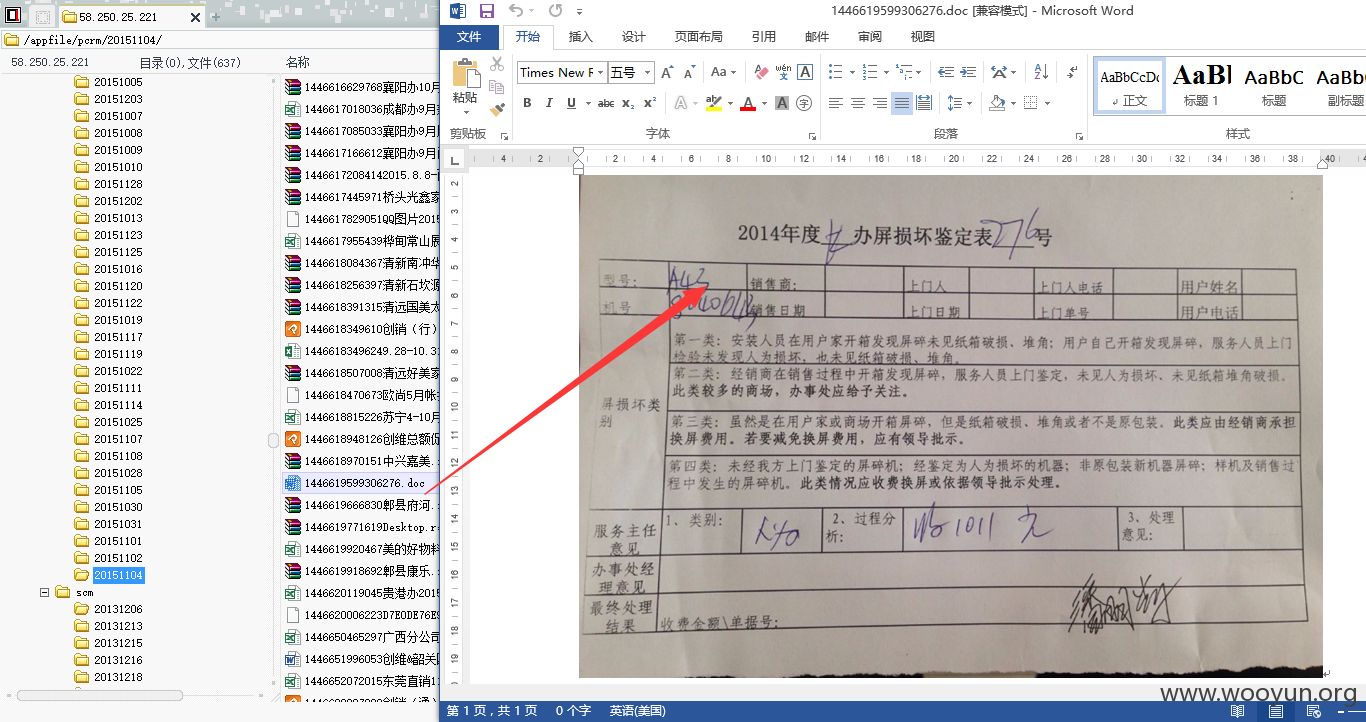 58.250.25.221
/appfile/pcrm/20151104/
58.250.25.221 目录(0),文件(637) 名称
20151005
20151203
20151007
20151008
20151009
20151010
20151128
20151202
20151013
20151123
20151125
20151016
20151120
20151122
20151019
20151117
20151119
20151022
20151111
20151114
20151025
20151107
20151108
20151028
20151105
20151030
20151031
20151101
20151102
20151104
scm
20131206
20131213
20131215
20131216
20131218
1446616629768襄阳办10月
1446617018036成都办9月
1446617085033襄阳办9月
1446617166612襄阳办9月
1446617208414 2015.8.8-
1446617445971桥头光鑫家
1446617829051QQ图片2015
1446617955439桦甸常山展
1446618084367清新南冲华
1446618256397清新石坎源
1446618391315清远国美太
1446618349610创销（行）
1446618349624 9.28-10.31
1446618507008清远好美家
1446618470673欧尚5月帐扌
1446618815226苏宁4-10月
1446618948126创维总额促
1446618970151中兴嘉美.
1446619599306276.doc
1446619666830郫县府河.
1446619771619Desktop.r
1446619920467美的好物料
1446619918692郫县康乐.
1446620119045贵港办2015
1446620006223D7E0DE76E9
1446650465297广西分公司
1446651996053创维&韶关
1446652072015东莞直销1
1446619599306276.doc [兼容模式] - Microsoft Word
文件 开始 插入 设计 页面布局 引用 邮件 审阅 视图
粘贴
Times New F 五号
剪贴板 字体 段落 样式
AaBbCcDc AaBl AaBbC AaBb
正文 标题 1 标题 副标题
4 2 2 4 6 8 10 12 14 16 18 20 22 24 26 28 30 32 34 36 38 40
2014年度 办屏损坏鉴定表276号
型号: A43 销售商: 上门人 上门人电话 用户姓名
机号 销售日期 上门日期 上门单号 用户电话
屏损坏类别
第一类: 安装人员在用户家开箱发现屏碎未见纸箱破损、堆角; 用户自己开箱发现屏碎, 服务人员上门
检验未发现人为损坏, 也未见纸箱破损、堆角。
第二类: 经销商在销售过程中开箱发现屏碎, 服务人员上门鉴定, 未见人为损坏、未见纸箱堆角破损。
此类较多的商场, 办事处应给予关注。
第三类: 虽然是在用户家或商场开箱屏碎, 但是纸箱破损、堆角或者不是原包装。此类应由经销商承担
换屏费用。若要减免换屏费用, 应有领导批示。
第四类: 未经我方上门鉴定的屏碎机; 经鉴定为人为损坏的机器; 非原包装新机器屏碎; 样机及销售过
程中发生的屏碎机。此类情况应收费换屏或依据领导批示处理。
服务主任
意见
1、类别: 人为 2、过程分
析: 收1011元 3、处理
意见:
办事处经
理意见
最终处理
结果
收费金额\单据号:
www.wooyun.org
第 1 页，共 1 页 0 个字 英语(美国)